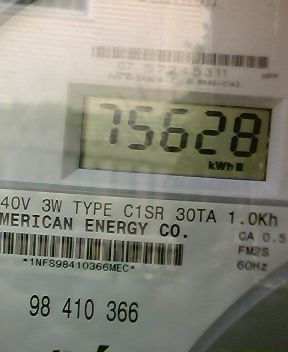 75628
kWh
40V 3W TYPE C1SR 30TA 1.0Kh
MERICAN ENERGY CO.
CA 0.5
*1NFS98410366MEC*
FM2S
60Hz
98 410 366